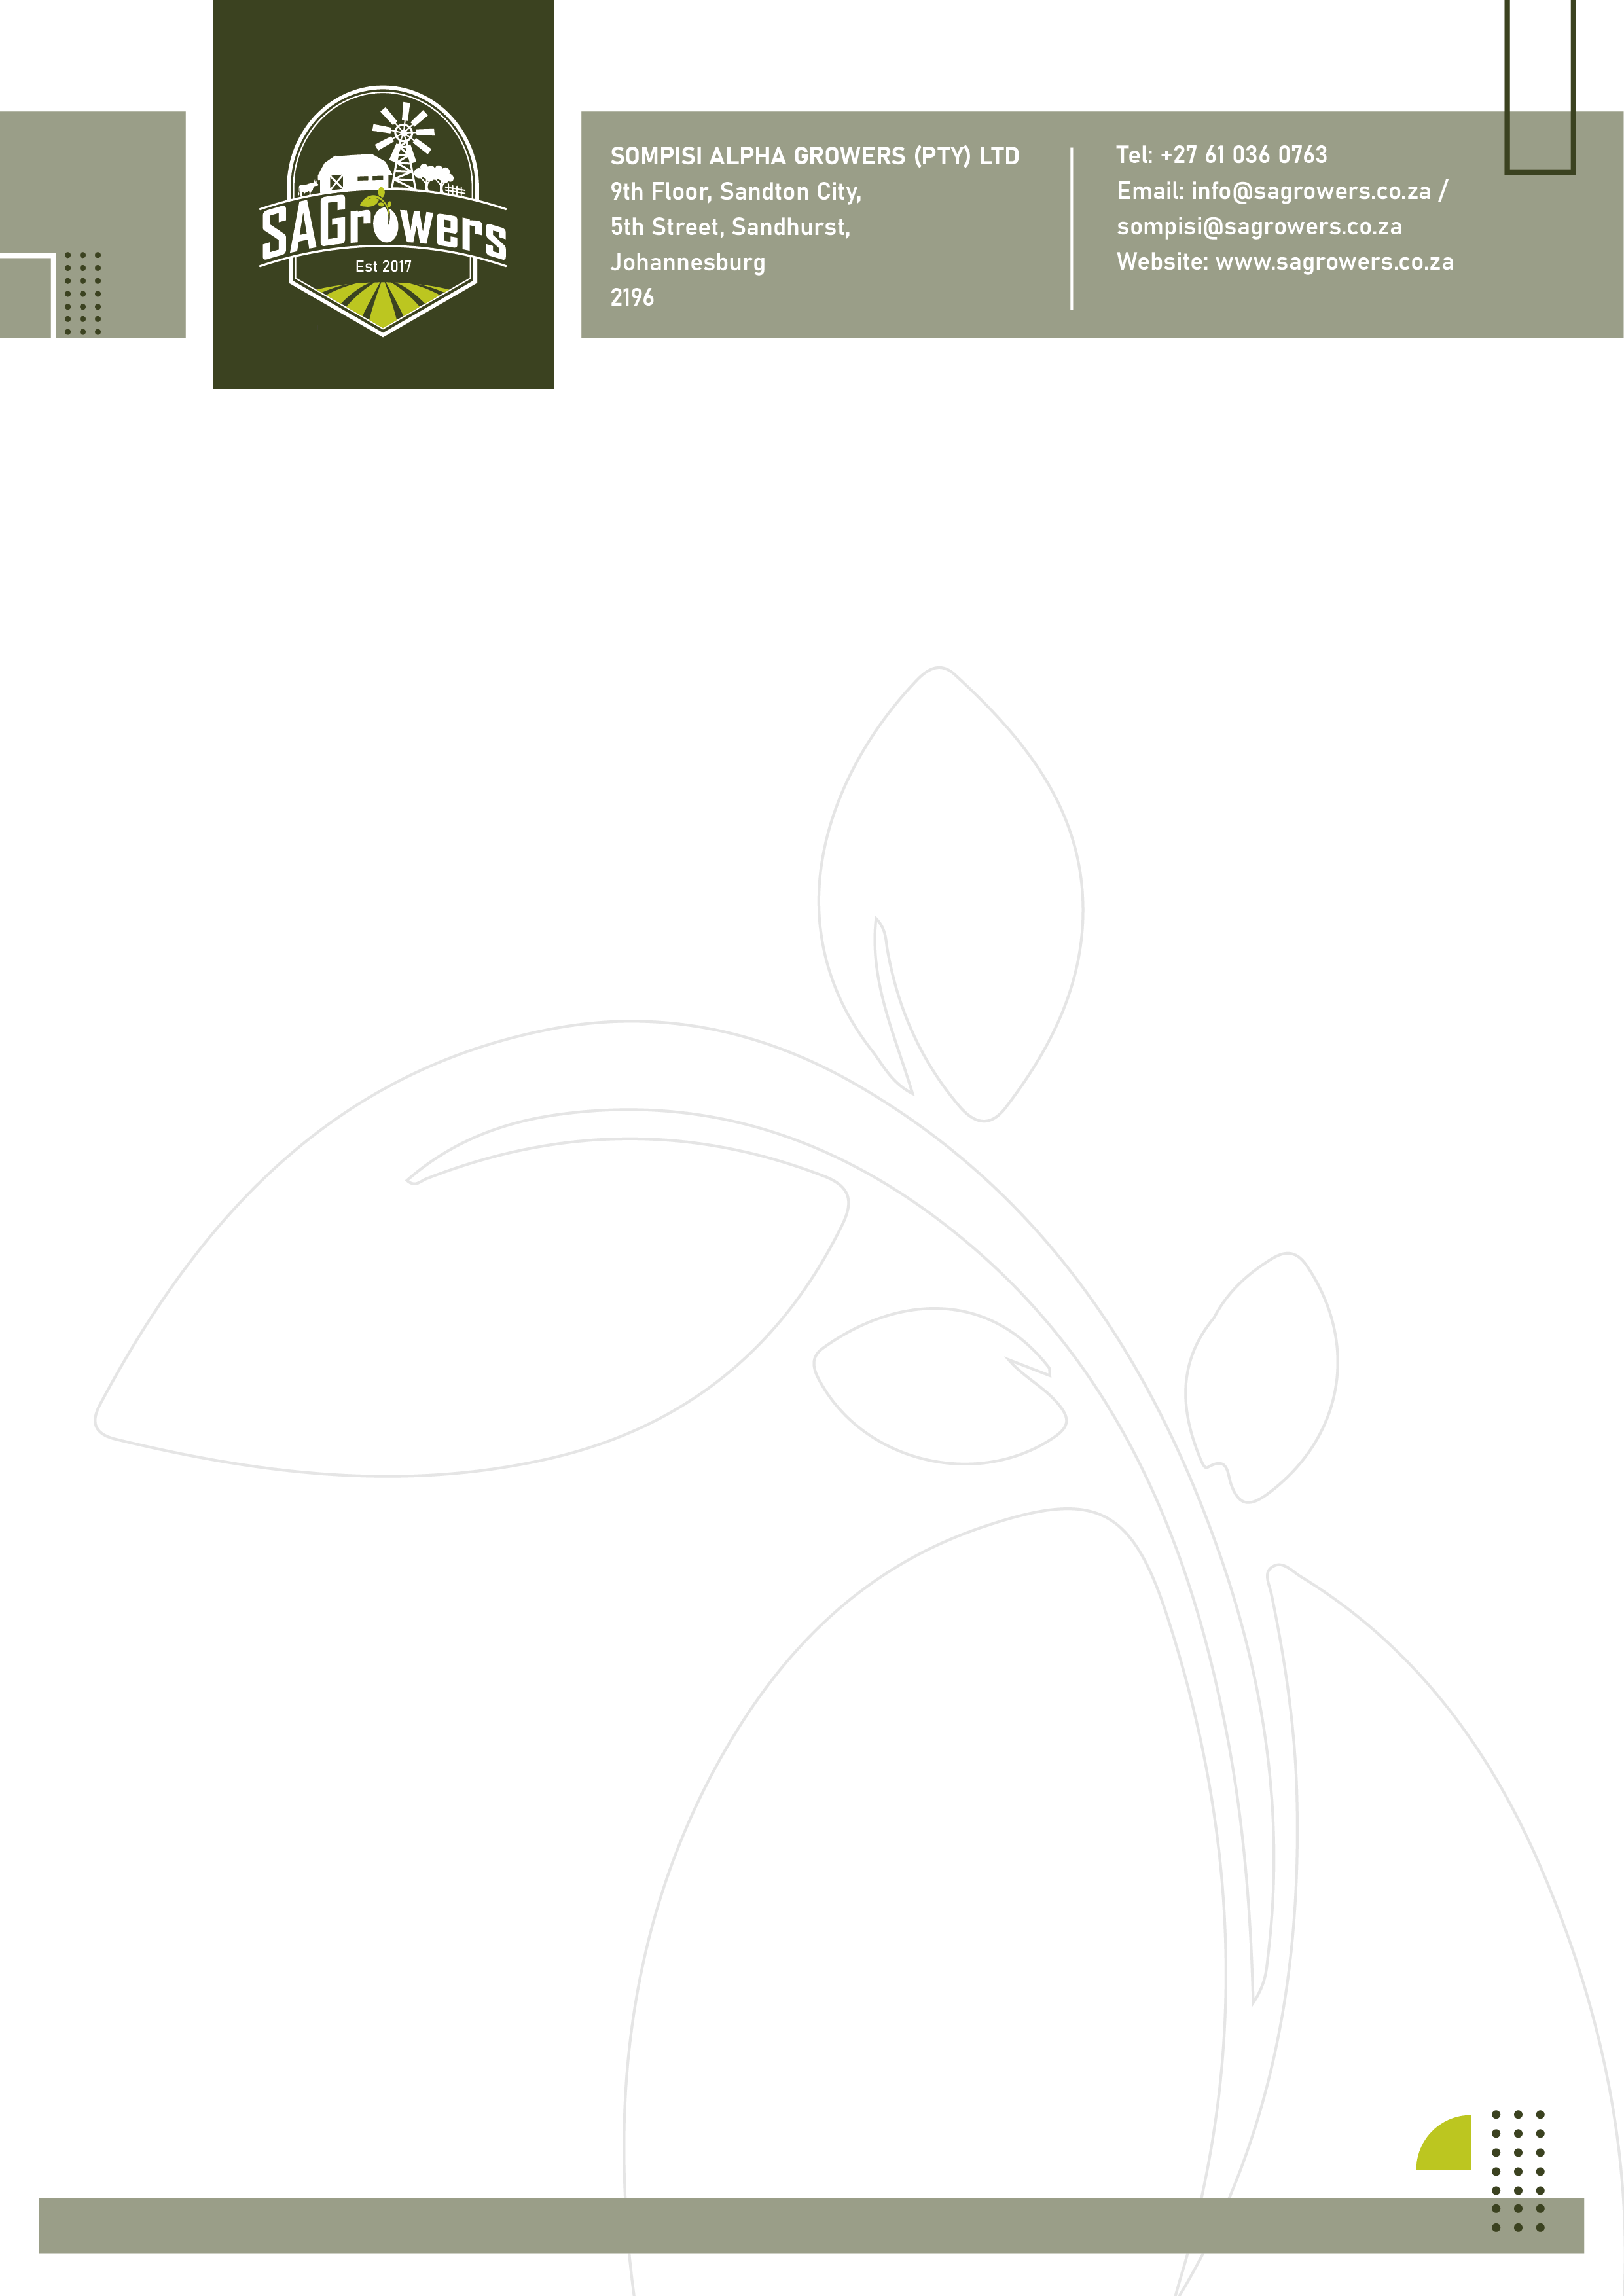 SAGrowers
Est 2017
SOMPISI ALPHA GROWERS (PTY) LTD
9th Floor, Sandton City,
5th Street, Sandhurst,
Johannesburg
2196
Tel: +27 61 036 0763
Email: info@sagrowers.co.za /
sompisi@sagrowers.co.za
Website: www.sagrowers.co.za